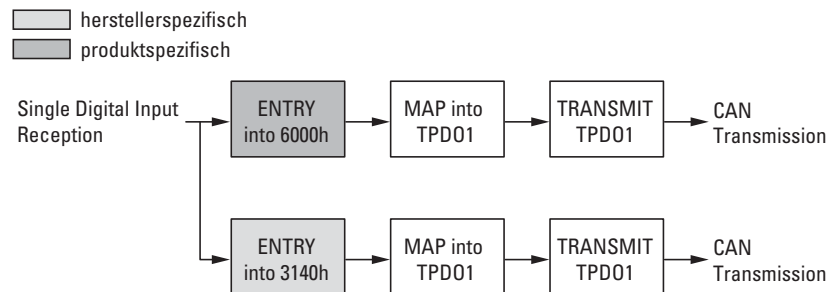 herstellerspezifisch
produktspezifisch
Single Digital Input
Reception
ENTRY
into 6000h
MAP into
TPDO1
TRANSMIT
TPDO1
CAN
Transmission
ENTRY
into 3140h
MAP into
TPDO1
TRANSMIT
TPDO1
CAN
Transmission